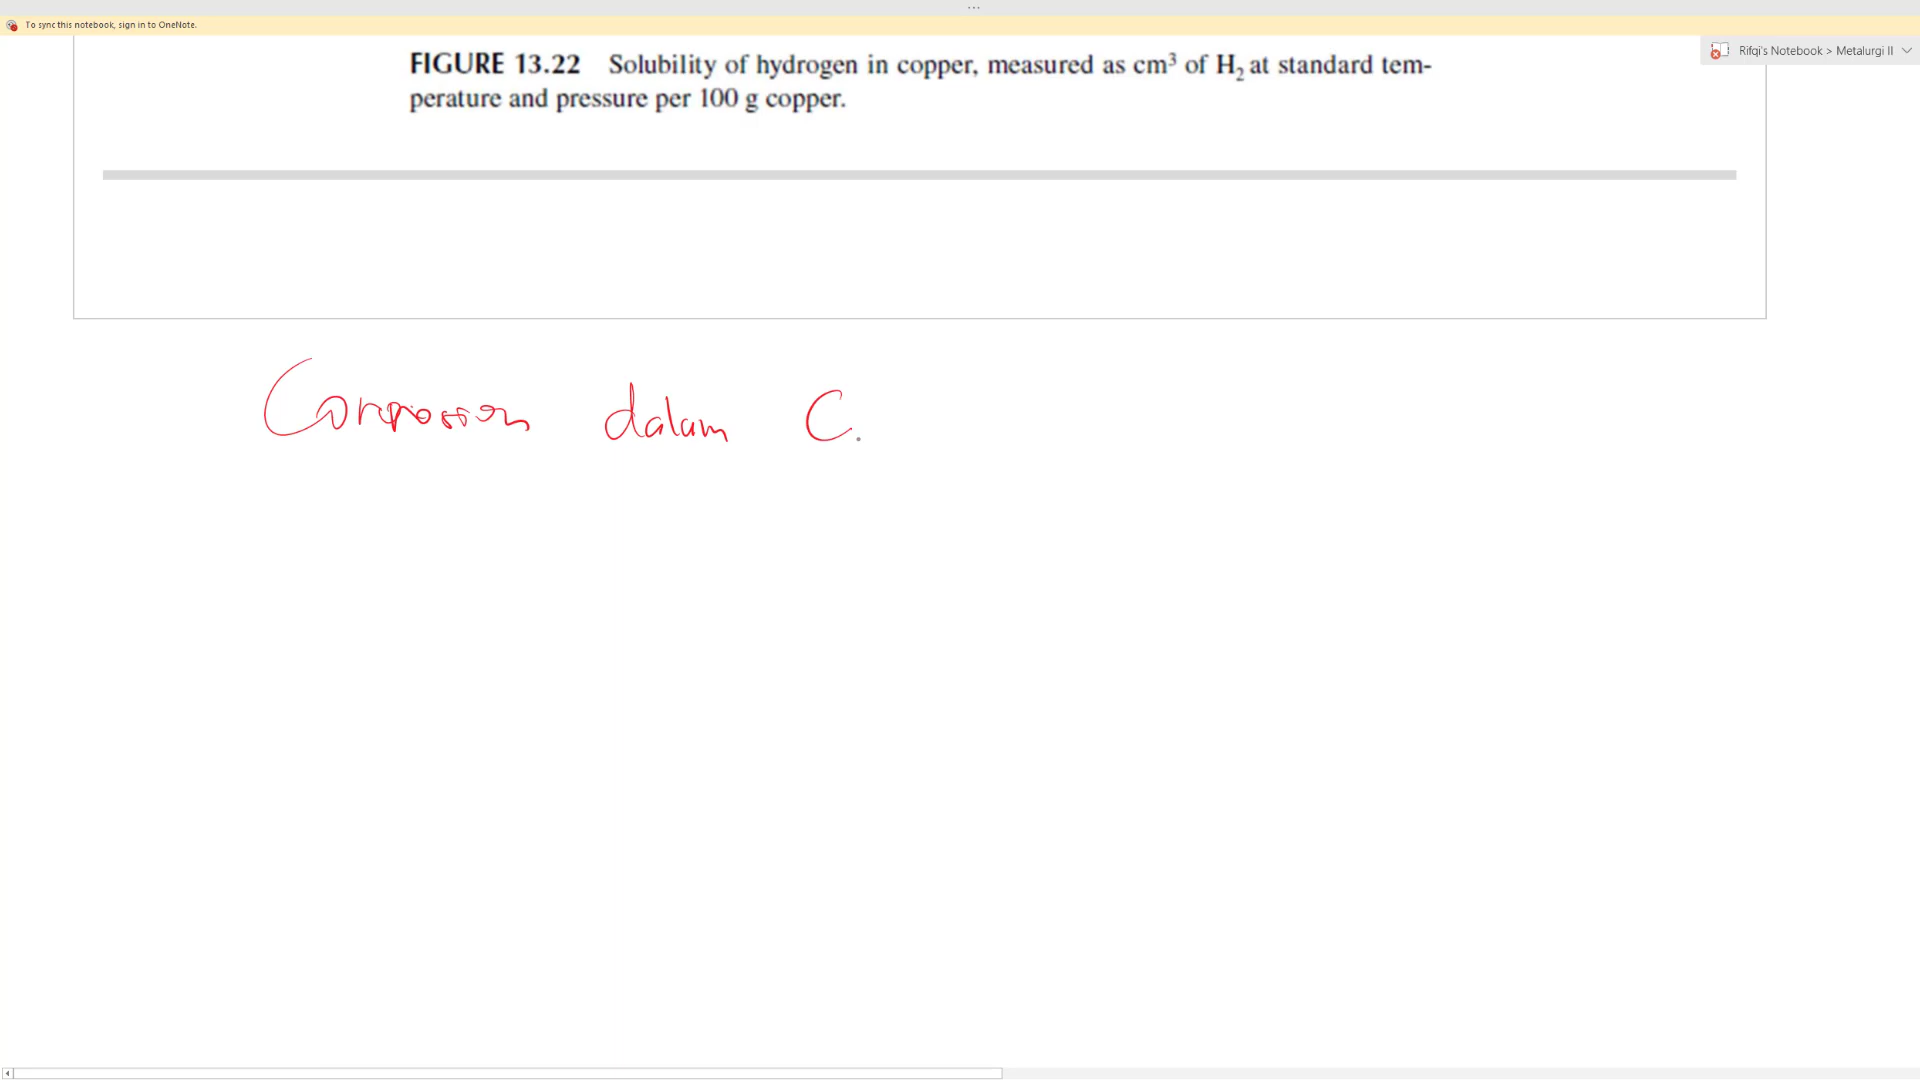 To sync this notebook, sign in to OneNote.
Rifqi's Notebook > Metalurgi II
FIGURE 13.22 Solubility of hydrogen in copper, measured as cm³ of H₂ at standard tem-
perature and pressure per 100 g copper.
dalam C